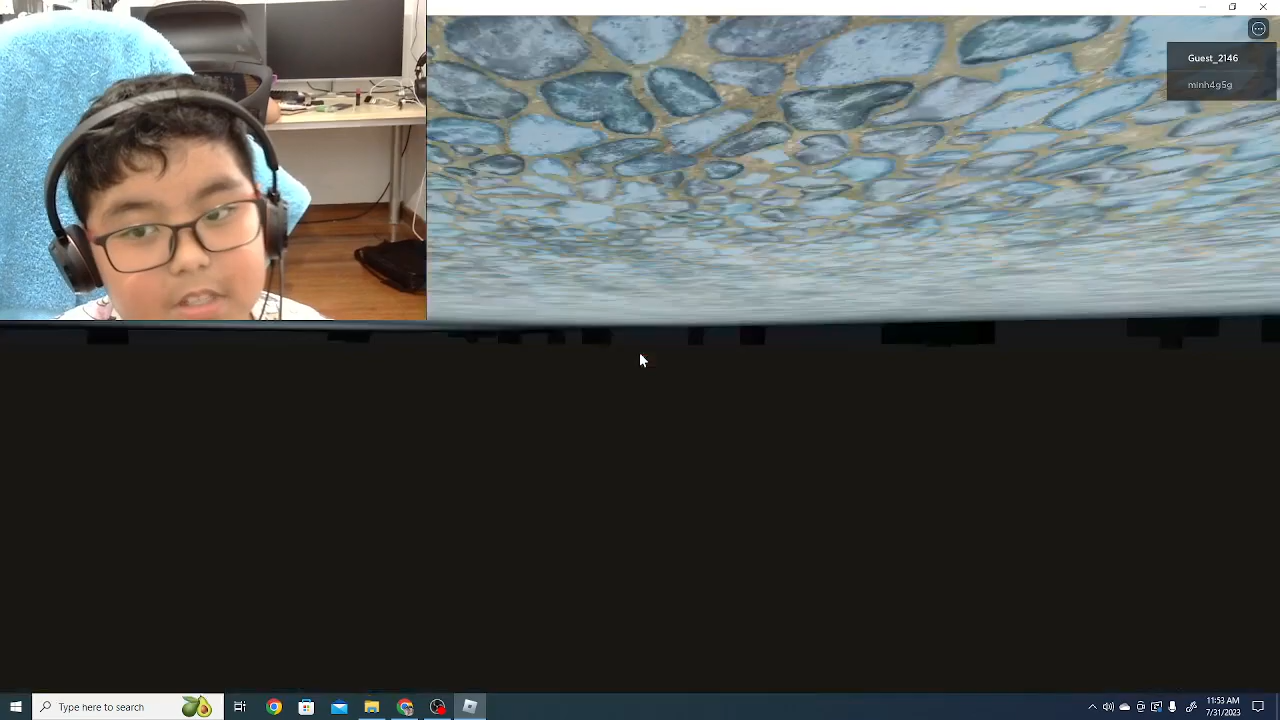 Guest_2146
minh4g5g
Type here to search
11:53 AM
7/31/2023